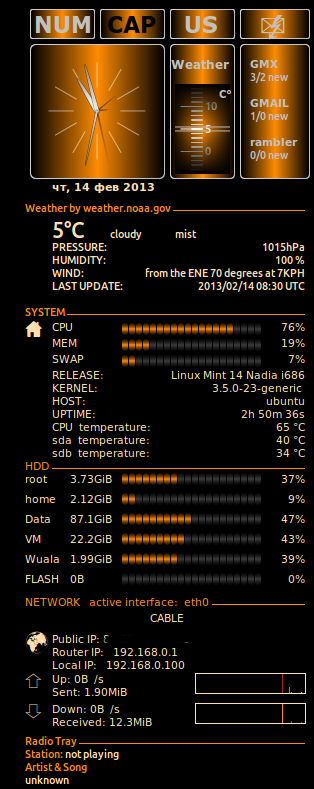 NUM CAP US
Weather
C°
10
5
0
GMX
3/2 new
GMAIL
1/0 new
rambler
0/0 new
чт, 14 фев 2013
Weather by weather.noaa.gov
5°C cloudy mist
PRESSURE: 1015hPa
HUMIDITY: 100 %
WIND: from the ENE 70 degrees at 7KPH
LAST UPDATE: 2013/02/14 08:30 UTC
SYSTEM
CPU 76%
MEM 19%
SWAP 7%
RELEASE: Linux Mint 14 Nadia i686
KERNEL: 3.5.0-23-generic
HOST: ubuntu
UPTIME: 2h 50m 36s
CPU temperature: 65 °C
sda temperature: 40 °C
sdb temperature: 34 °C
HDD
root 3.73GiB 37%
home 2.12GiB 9%
Data 87.1GiB 47%
VM 22.2GiB 43%
Wuala 1.99GiB 39%
FLASH 0B 0%
NETWORK active interface: eth0
CABLE
Public IP:
Router IP: 192.168.0.1
Local IP: 192.168.0.100
Up: 0B /s
Sent: 1.90MiB
Down: 0B /s
Received: 12.3MiB
Radio Tray
Station: not playing
Artist & Song
unknown